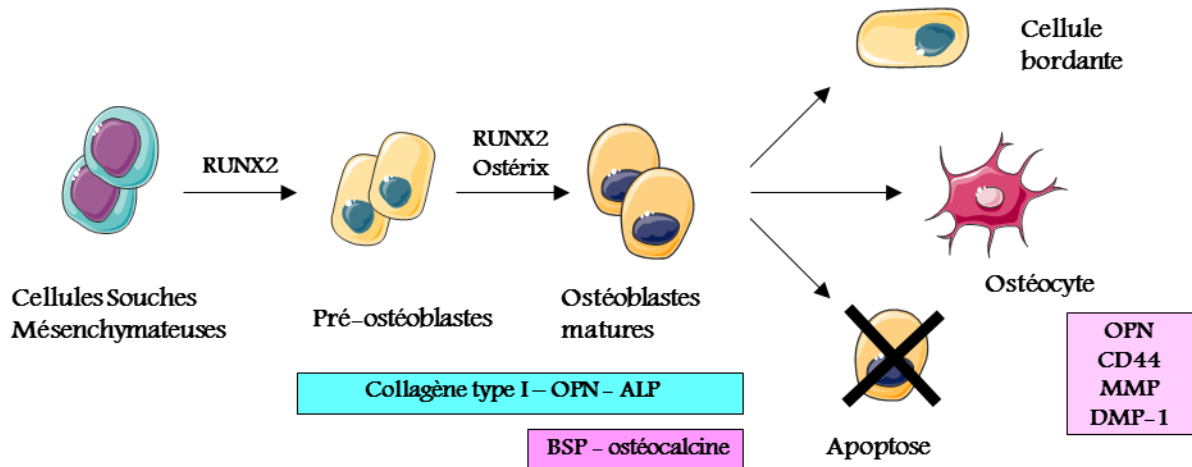 Cellule
bordante
RUNX2
RUNX2
Ostérix
Cellules Souches
Mésenchymateuses
Pré-ostéoblastes
Ostéoblastes
matures
Ostéocyte
Collagène type I – OPN – ALP
BSP – ostéocalcine
Apoptose
OPN
CD44
MMP
DMP-1